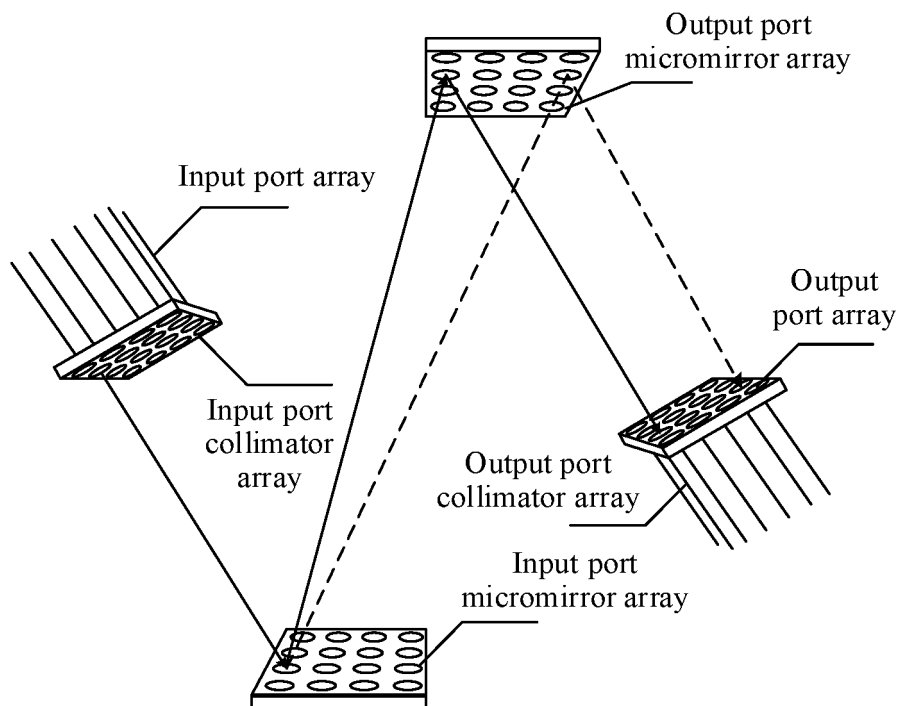 Output port
micromirror array
Input port array
Output
port array
Input port
collimator
array
Output port
collimator array
Input port
micromirror array